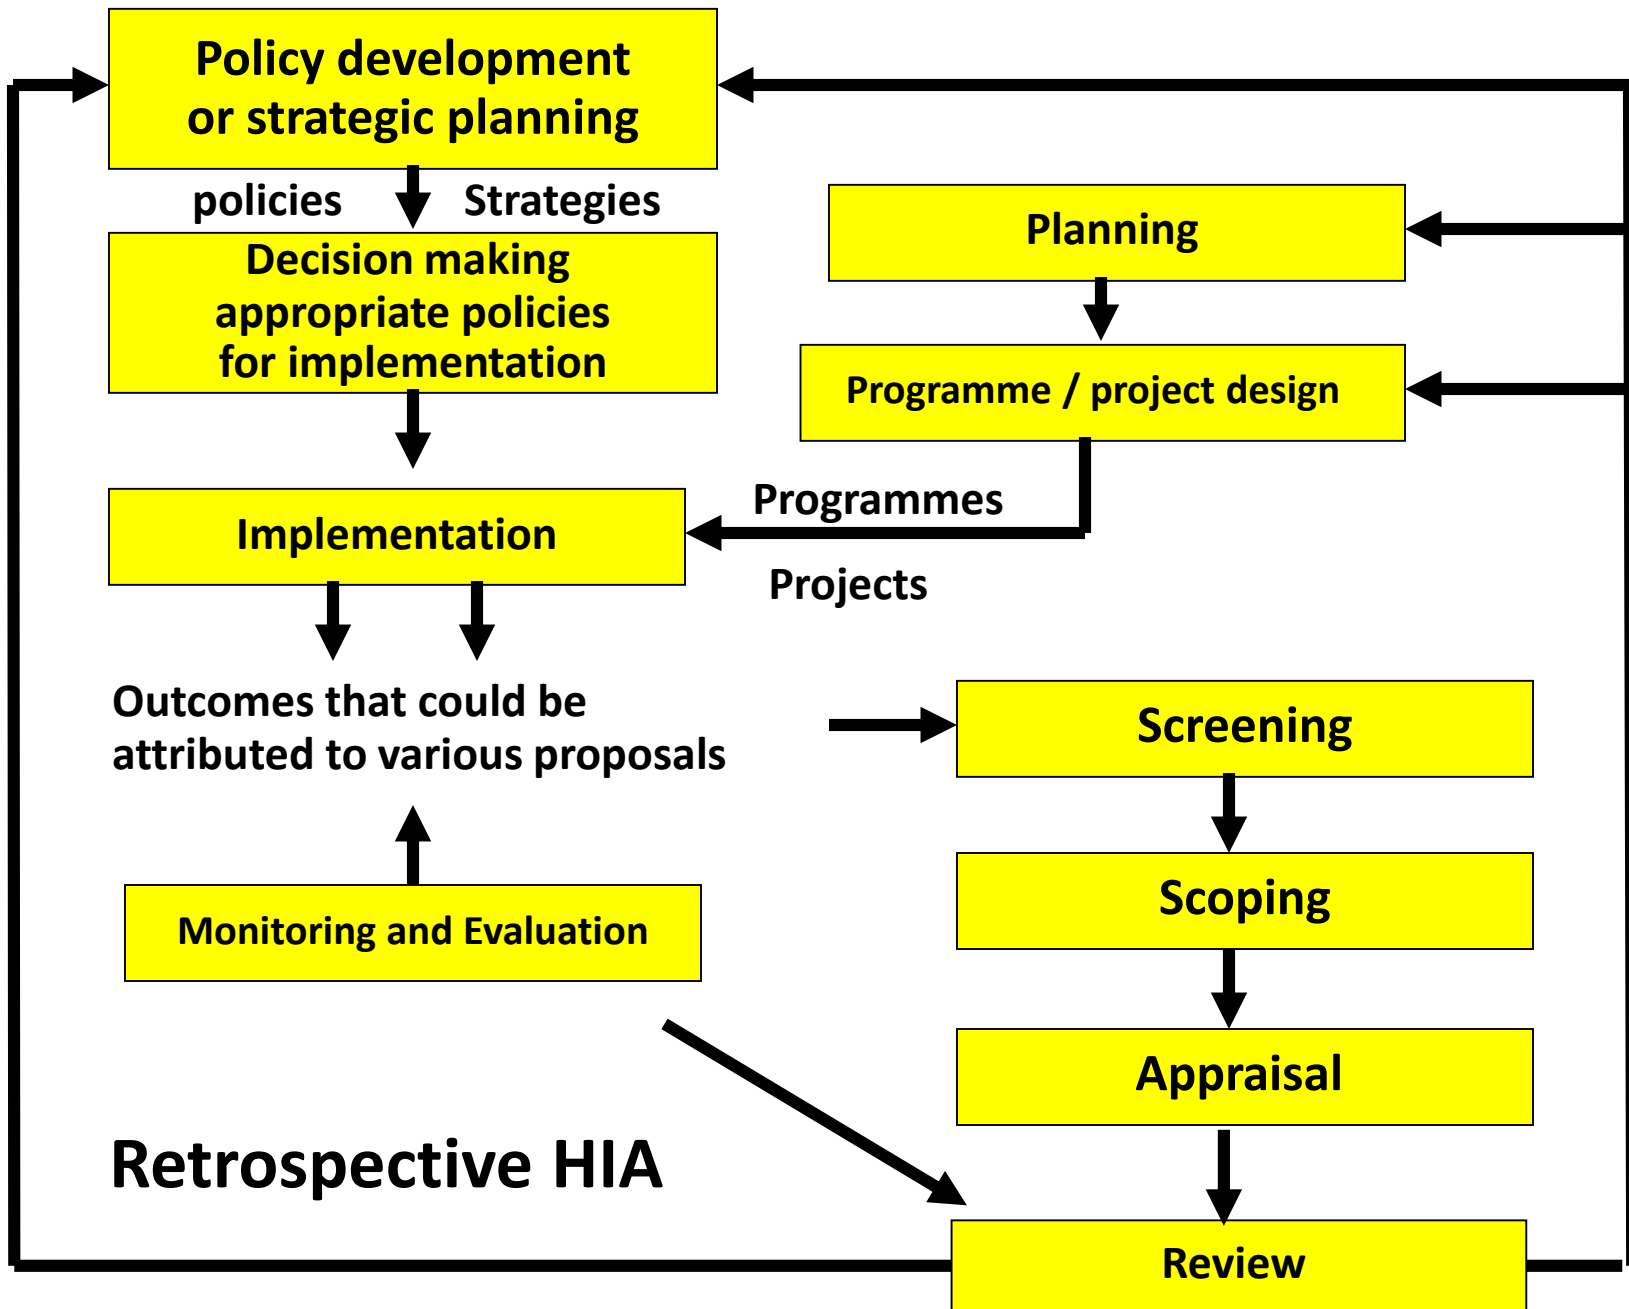 Policy development
or strategic planning
policies
Strategies
Decision making
appropriate policies
for implementation
Planning
Programme / project design
Implementation
Programmes
Projects
Outcomes that could be
attributed to various proposals
Screening
Scoping
Monitoring and Evaluation
Appraisal
Retrospective HIA
Review